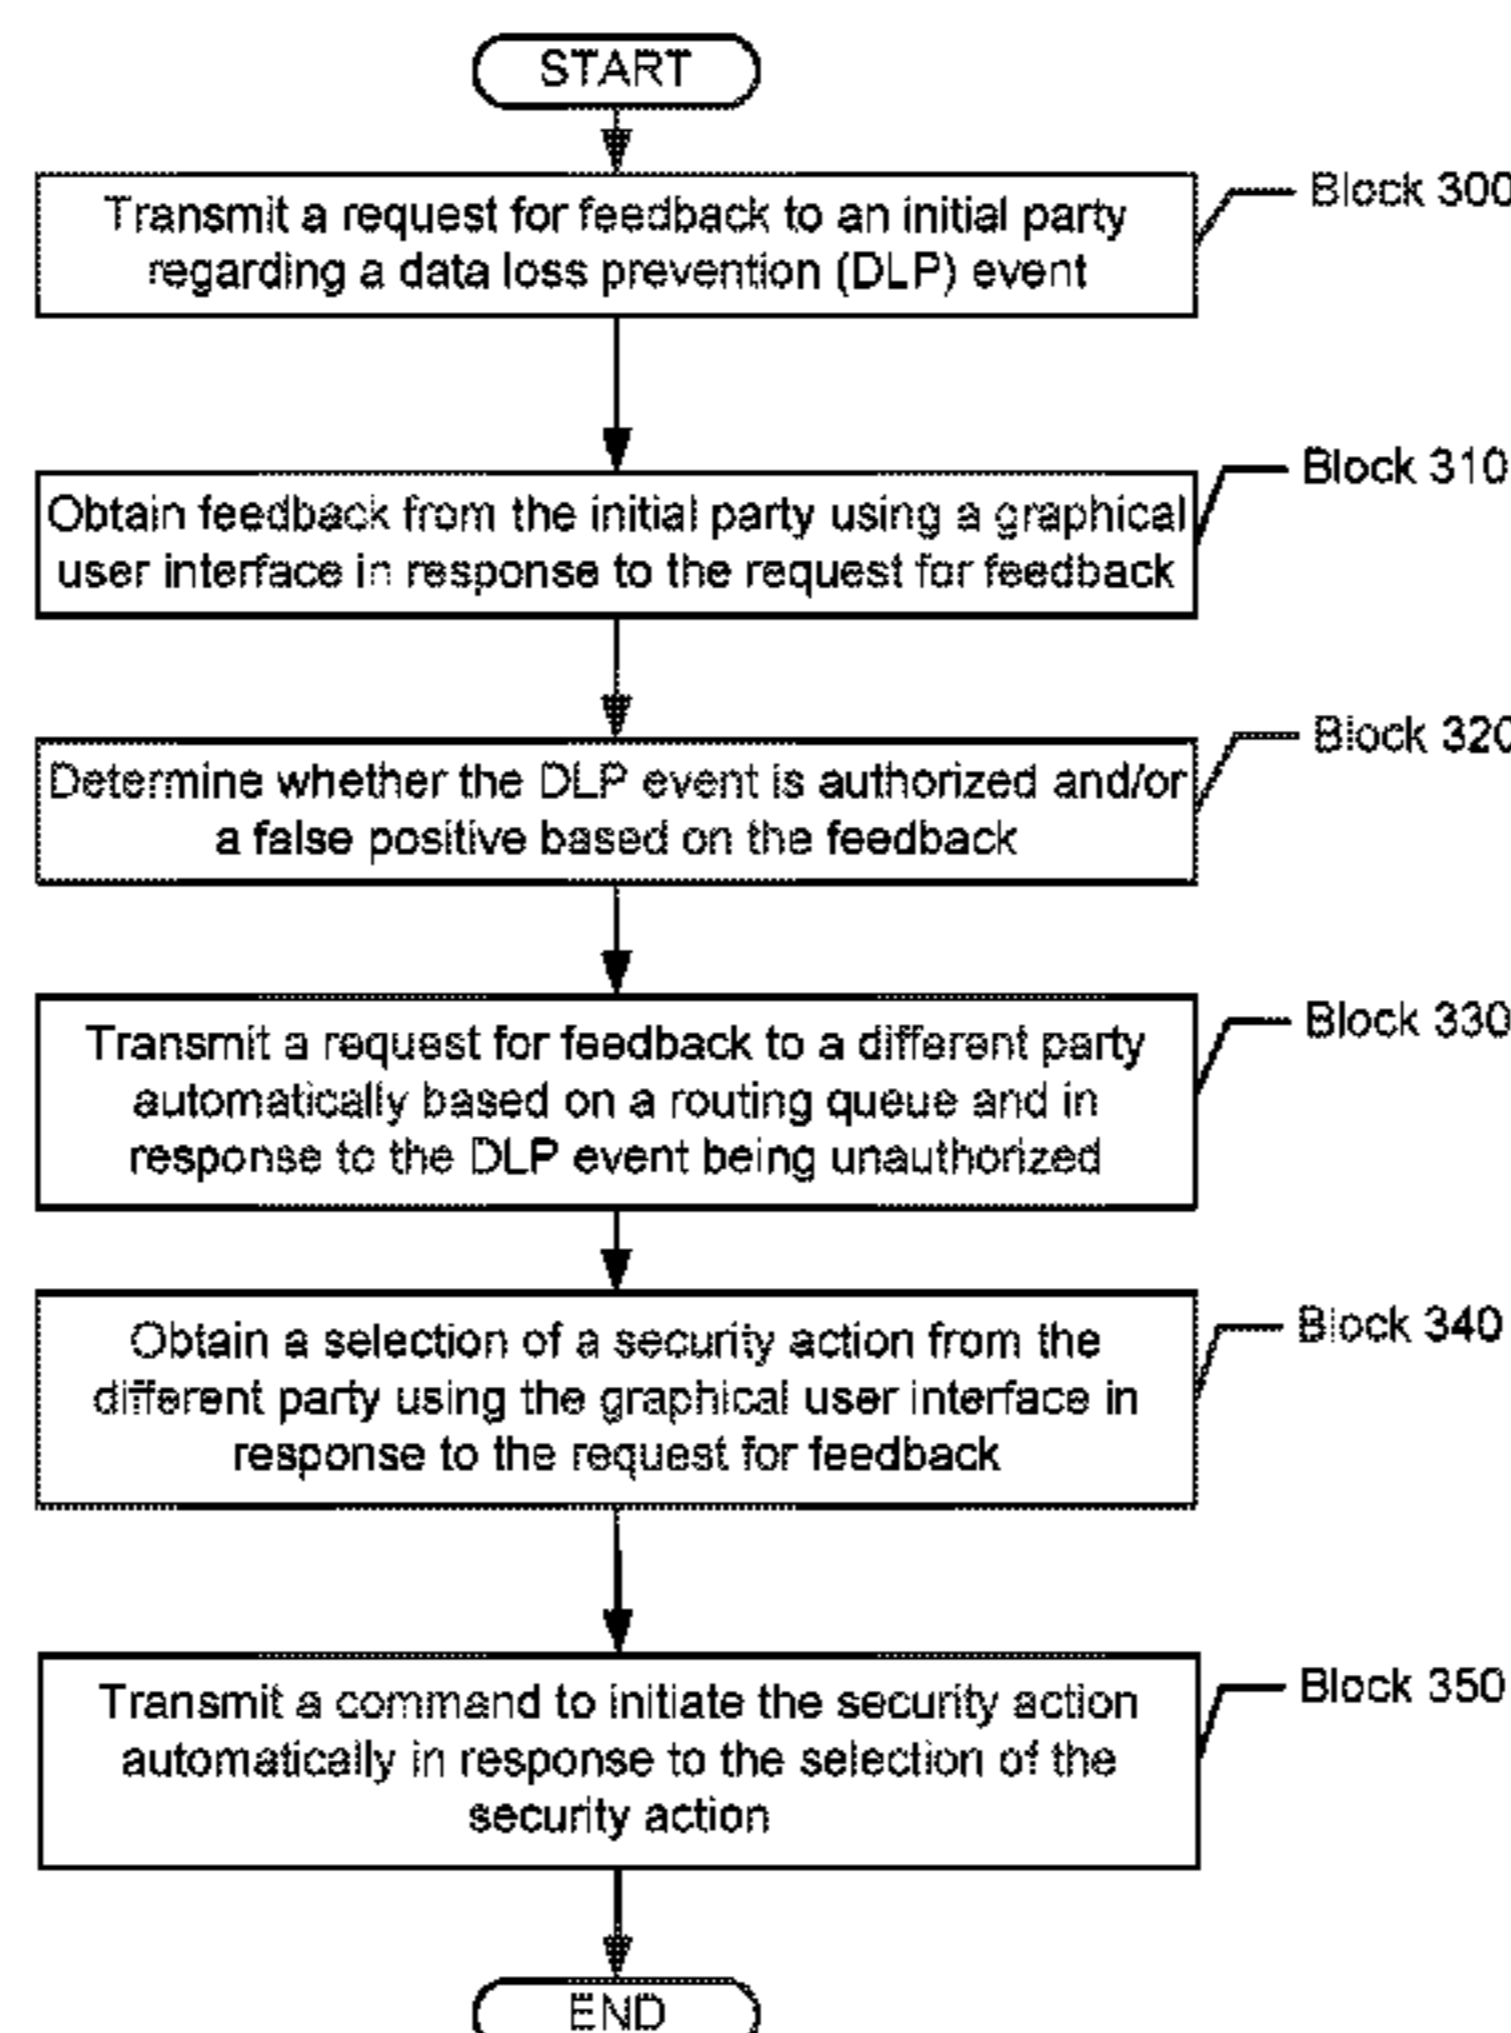 START
Transmit a request for feedback to an initial party
regarding a data loss prevention (DLP) event
Block 300
Obtain feedback from the initial party using a graphical
user interface in response to the request for feedback
Block 310
Determine whether the DLP event is authorized and/or
a false positive based on the feedback
Block 320
Transmit a request for feedback to a different party
automatically based on a routing queue and in
response to the DLP event being unauthorized
Block 330
Obtain a selection of a security action from the
different party using the graphical user interface in
response to the request for feedback
Block 340
Transmit a command to initiate the security action
automatically in response to the selection of the
security action
Block 350
END